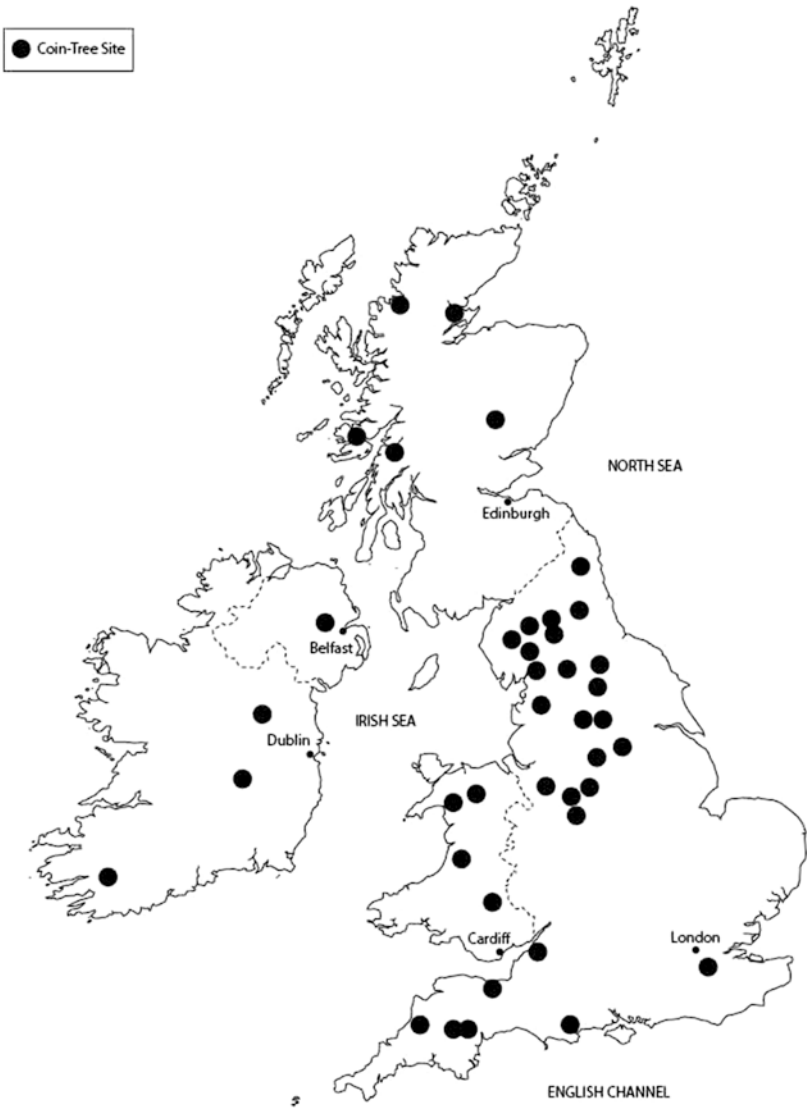 Coin-Tree Site
NORTH SEA
Edinburgh
Belfast
IRISH SEA
Dublin
Cardiff
London
ENGLISH CHANNEL